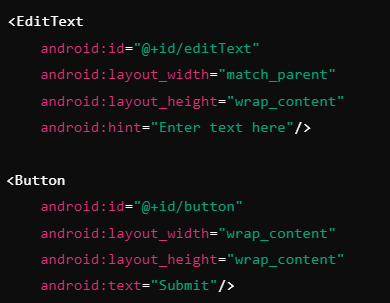 <EditText
android:id="@+id/editText"
android:layout_width="match_parent"
android:layout_height="wrap_content"
android:hint="Enter text here"/>
<Button
android:id="@+id/button"
android:layout_width="wrap_content"
android:layout_height="wrap_content"
android:text="Submit"/>